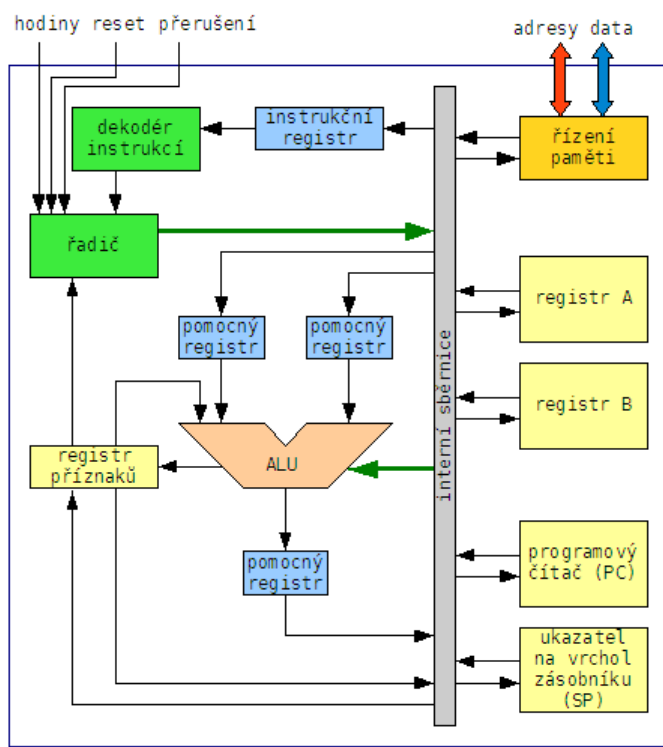 hodiny reset přerušení
adresy data
dekodér
instrukcí
instrukční
registr
řízení
paměti
řadič
registr A
pomocný
registr
pomocný
registr
interní sběrnice
registr B
registr
příznaků
ALU
pomocný
registr
programový
čítač (PC)
ukazatel
na vrchol
zásobníku
(SP)